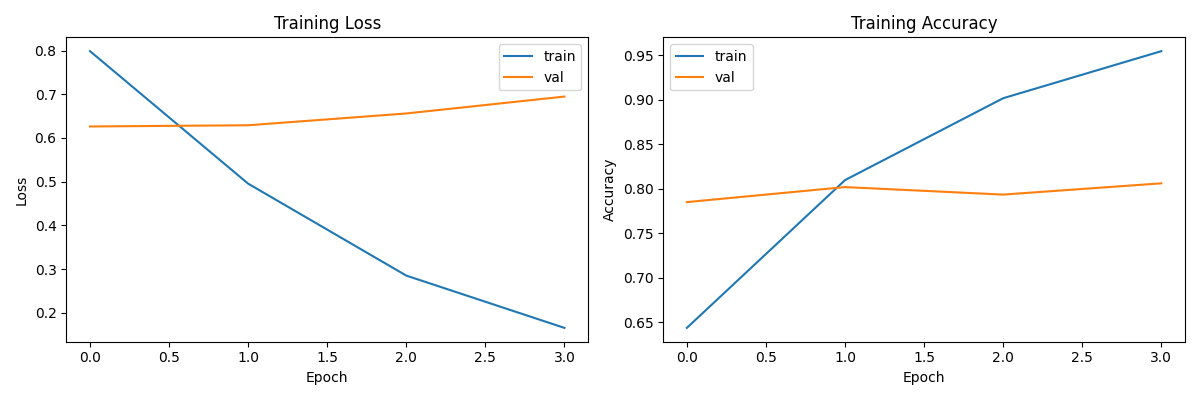 Training Loss
train
val
0.8
0.7
0.6
0.5
0.4
0.3
0.2
Loss
0.0 0.5 1.0 1.5 2.0 2.5 3.0
Epoch
Training Accuracy
train
val
0.95
0.90
0.85
0.80
0.75
0.70
0.65
Accuracy
0.0 0.5 1.0 1.5 2.0 2.5 3.0
Epoch